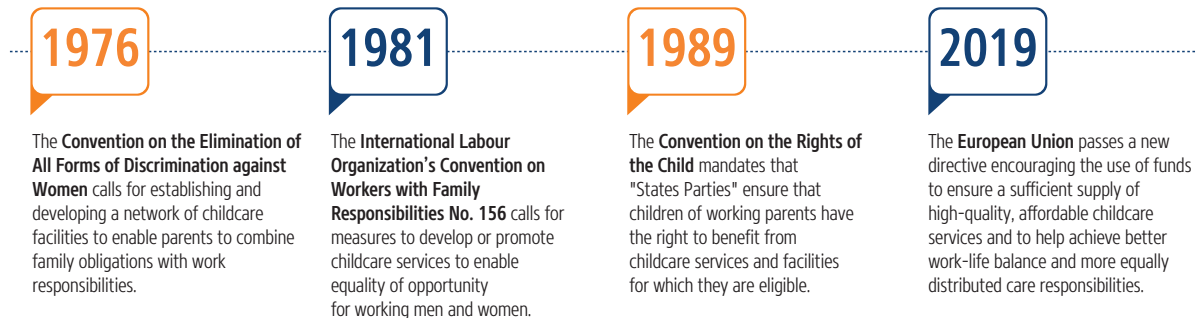 1976
The Convention on the Elimination of
All Forms of Discrimination against
Women calls for establishing and
developing a network of childcare
facilities to enable parents to combine
family obligations with work
responsibilities.
1981
The International Labour
Organization's Convention on
Workers with Family
Responsibilities No. 156 calls for
measures to develop or promote
childcare services to enable
equality of opportunity
for working men and women.
1989
The Convention on the Rights of
the Child mandates that
"States Parties" ensure that
children of working parents have
the right to benefit from
childcare services and facilities
for which they are eligible.
2019
The European Union passes a new
directive encouraging the use of funds
to ensure a sufficient supply of
high-quality, affordable childcare
services and to help achieve better
work-life balance and more equally
distributed care responsibilities.